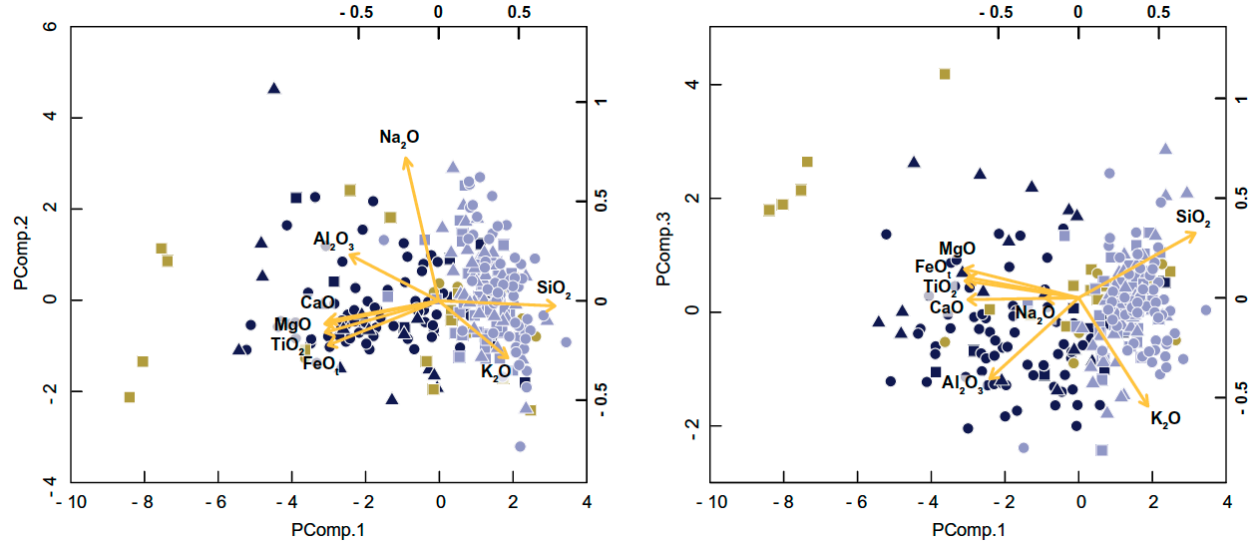 - 0.5 0 0.5
6
4
2
0
- 2
- 4
PComp.2
Na₂O
Al₂O₃
SiO₂
CaO
MgO
TiO₂
FeOₜ
K₂O
1
0.5
0
- 0.5
- 10 - 8 - 6 - 4 - 2 0 2 4
PComp.1
- 0.5 0 0.5
4
2
0
- 2
PComp.3
SiO₂
MgO
FeOₜ
TiO₂
CaO
Na₂O
Al₂O₃
K₂O
1
0.5
0
- 0.5
- 10 - 8 - 6 - 4 - 2 0 2 4
PComp.1